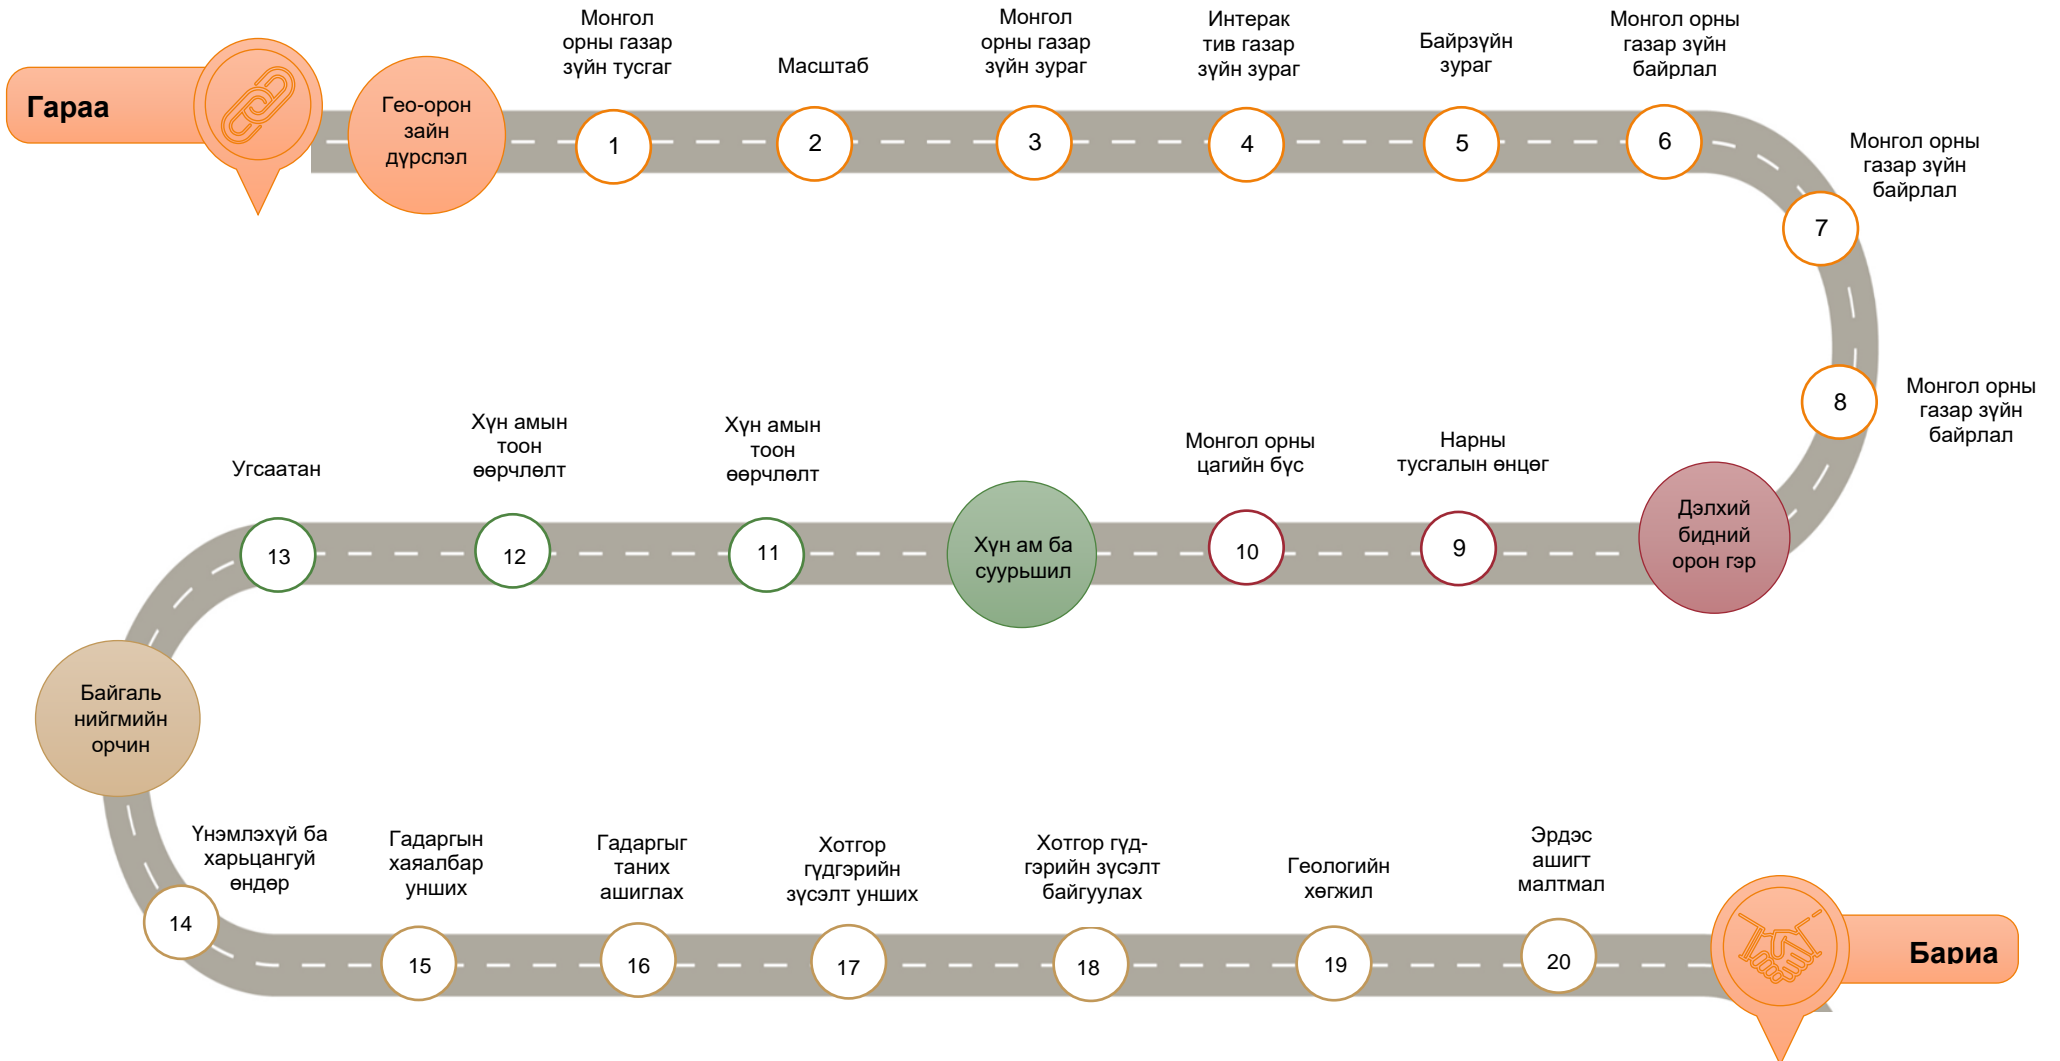 Гараа
Гео-орон
зайн
дүрслэл
Монгол
орны газар
зүйн тусгаг
1
Масштаб
2
Монгол
орны газар
зүйн зураг
3
Интерак
тив газар
зүйн зураг
4
Байрзүйн
зураг
5
Монгол орны
газар зүйн
байрлал
6
Монгол орны
газар зүйн
байрлал
7
Монгол орны
газар зүйн
байрлал
8
Дэлхий
бидний
орон гэр
Нарны
тусгалын өнцөг
9
Монгол орны
цагийн бүс
10
Хүн ам ба
суурьшил
Хүн амын
тоон
өөрчлөлт
11
Хүн амын
тоон
өөрчлөлт
12
Угсаатан
13
Байгаль
нийгмийн
орчин
Үнэмлэхүй ба
харьцангуй
өндөр
14
Гадаргын
хаяалбар
унших
15
Гадаргыг
таних
ашиглах
16
Хотгор
гүдгэрийн
зүсэлт унших
17
Хотгор гүд-
гэрийн зүсэлт
байгуулах
18
Геологийн
хөгжил
19
Эрдэс
ашигт
малтмал
20
Бариа